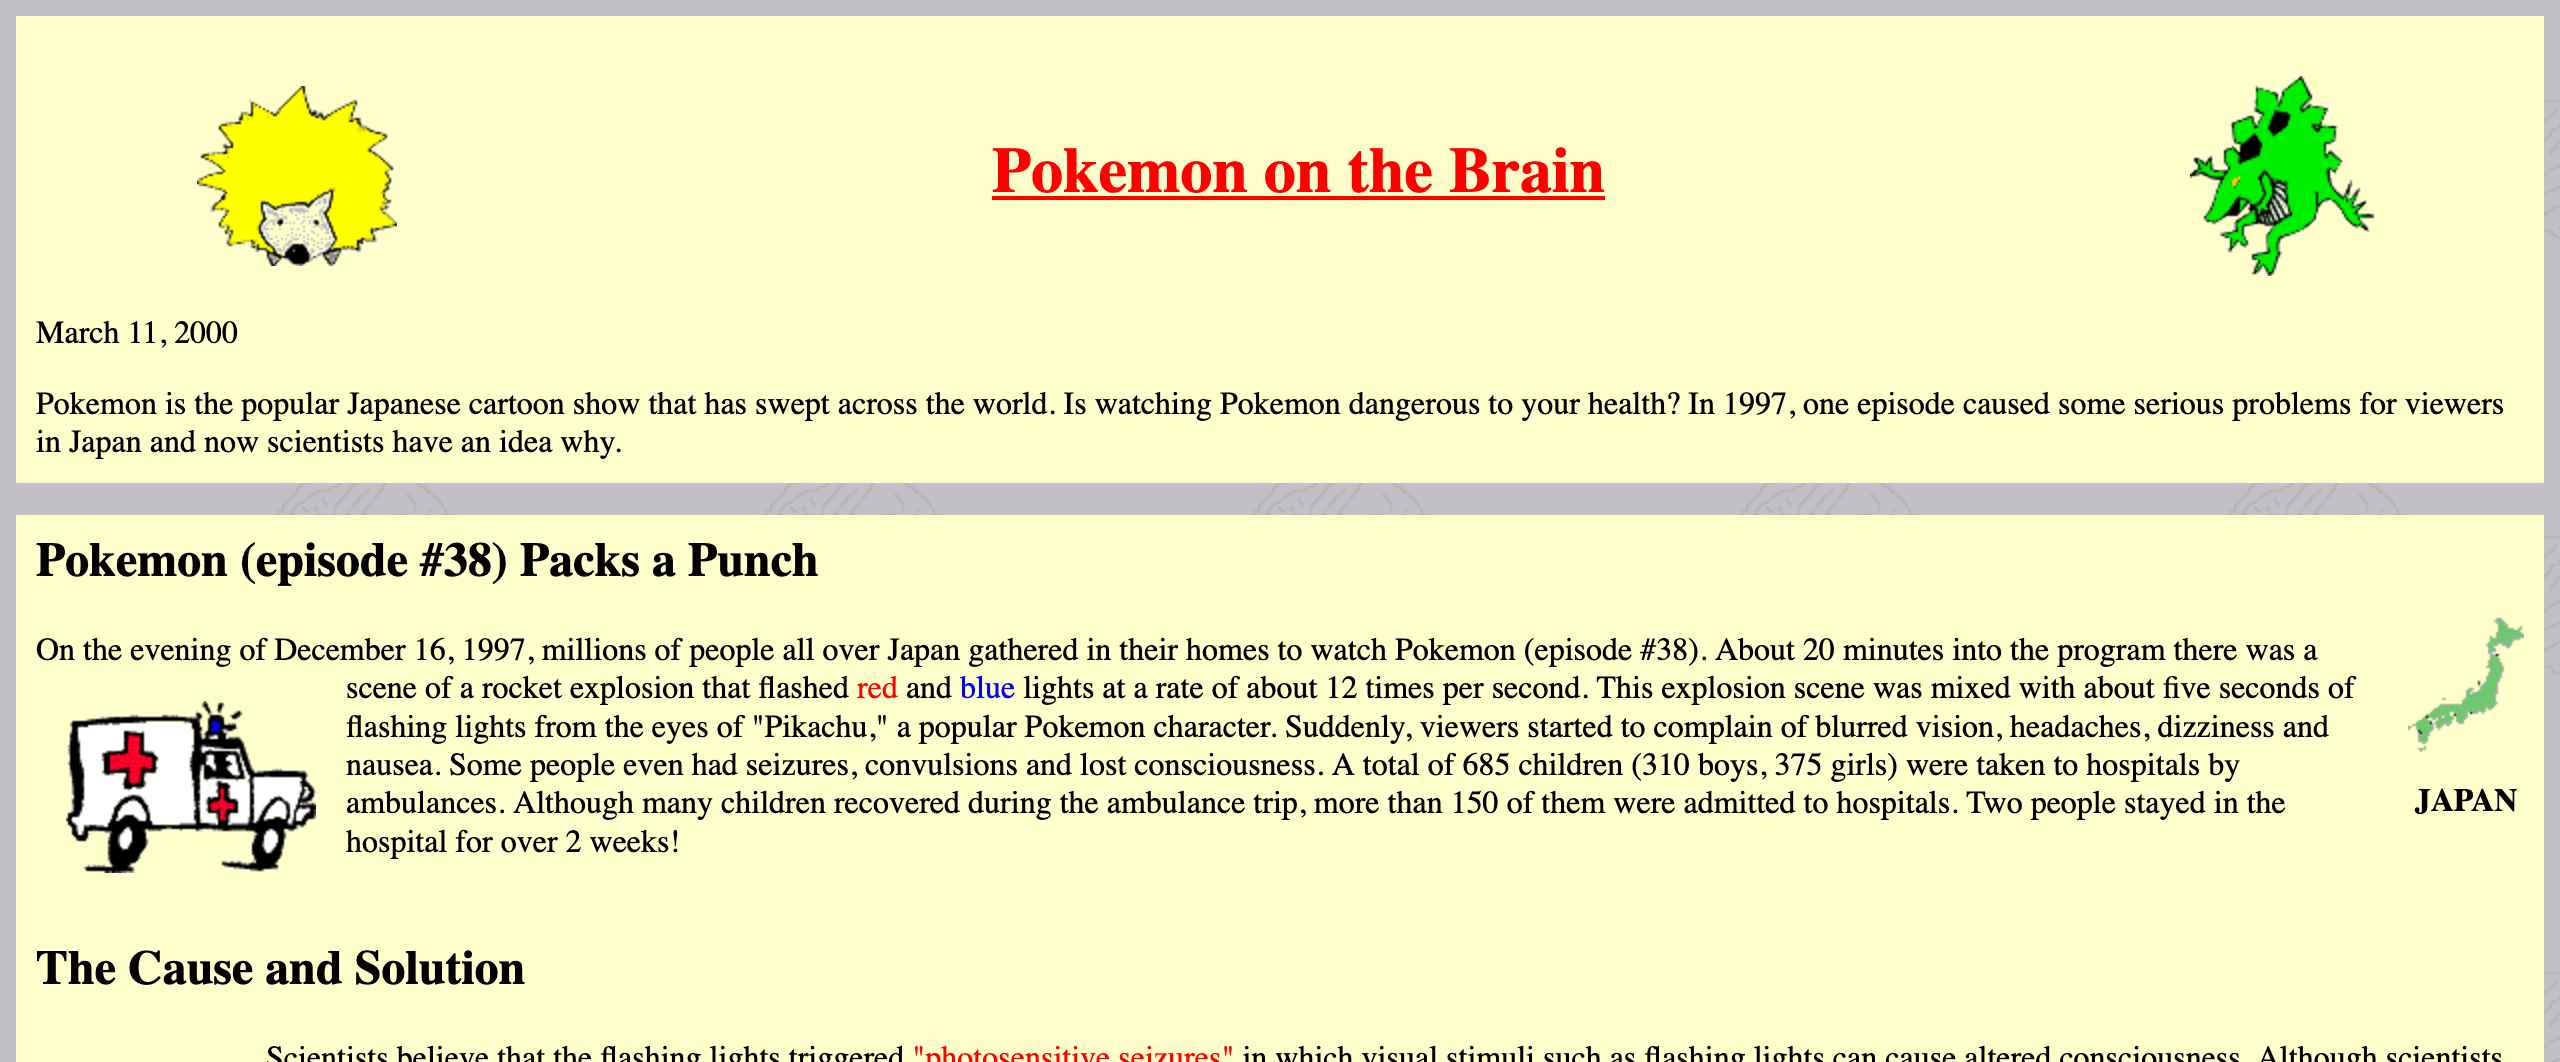 Pokemon on the Brain
March 11, 2000
Pokemon is the popular Japanese cartoon show that has swept across the world. Is watching Pokemon dangerous to your health? In 1997, one episode caused some serious problems for viewers
in Japan and now scientists have an idea why.
Pokemon (episode #38) Packs a Punch
On the evening of December 16, 1997, millions of people all over Japan gathered in their homes to watch Pokemon (episode #38). About 20 minutes into the program there was a
scene of a rocket explosion that flashed red and blue lights at a rate of about 12 times per second. This explosion scene was mixed with about five seconds of
flashing lights from the eyes of "Pikachu," a popular Pokemon character. Suddenly, viewers started to complain of blurred vision, headaches, dizziness and
nausea. Some people even had seizures, convulsions and lost consciousness. A total of 685 children (310 boys, 375 girls) were taken to hospitals by
ambulances. Although many children recovered during the ambulance trip, more than 150 of them were admitted to hospitals. Two people stayed in the
hospital for over 2 weeks!
JAPAN
The Cause and Solution
Scientists believe that the flashing lights triggered "photosensitive seizures" in which visual stimuli such as flashing lights can cause altered consciousness. Although scientists